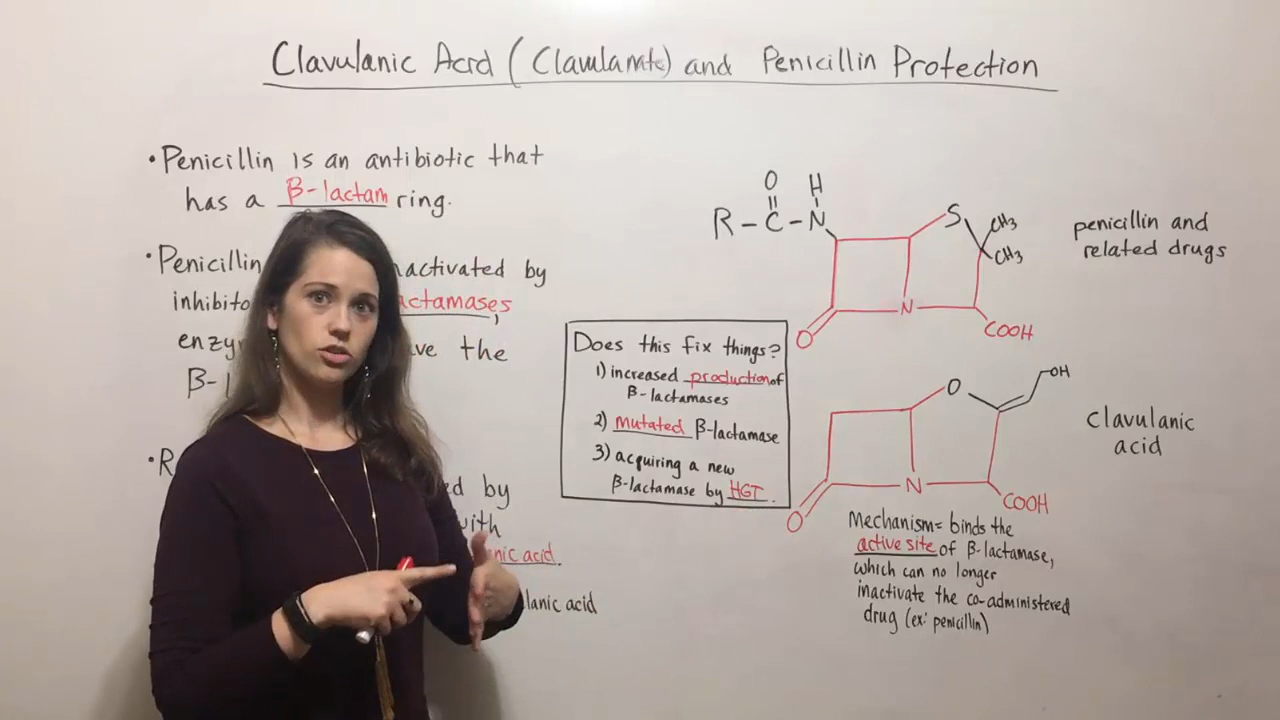 Clavulanic Acid (Clavulanate) and Penicillin Protection
• Penicillin is an antibiotic that
has a β-lactam ring.
• Penicillin nactivated by
inhibito actamases,
enzy ve the
β-l
• R
ed by
with
nic acid.
lanic acid
Does this fix things?
1) increased production of
β-lactamases
2) mutated β-lactamase
3) acquiring a new
β-lactamase by HGT.
O H
R-C-N
S CH3
CH3
N
O COOH
penicillin and
related drugs
O OH
N
O COOH
Clavulanic
acid
Mechanism= binds the
active site of β-lactamase,
which can no longer
inactivate the co-administered
drug (ex: penicillin)